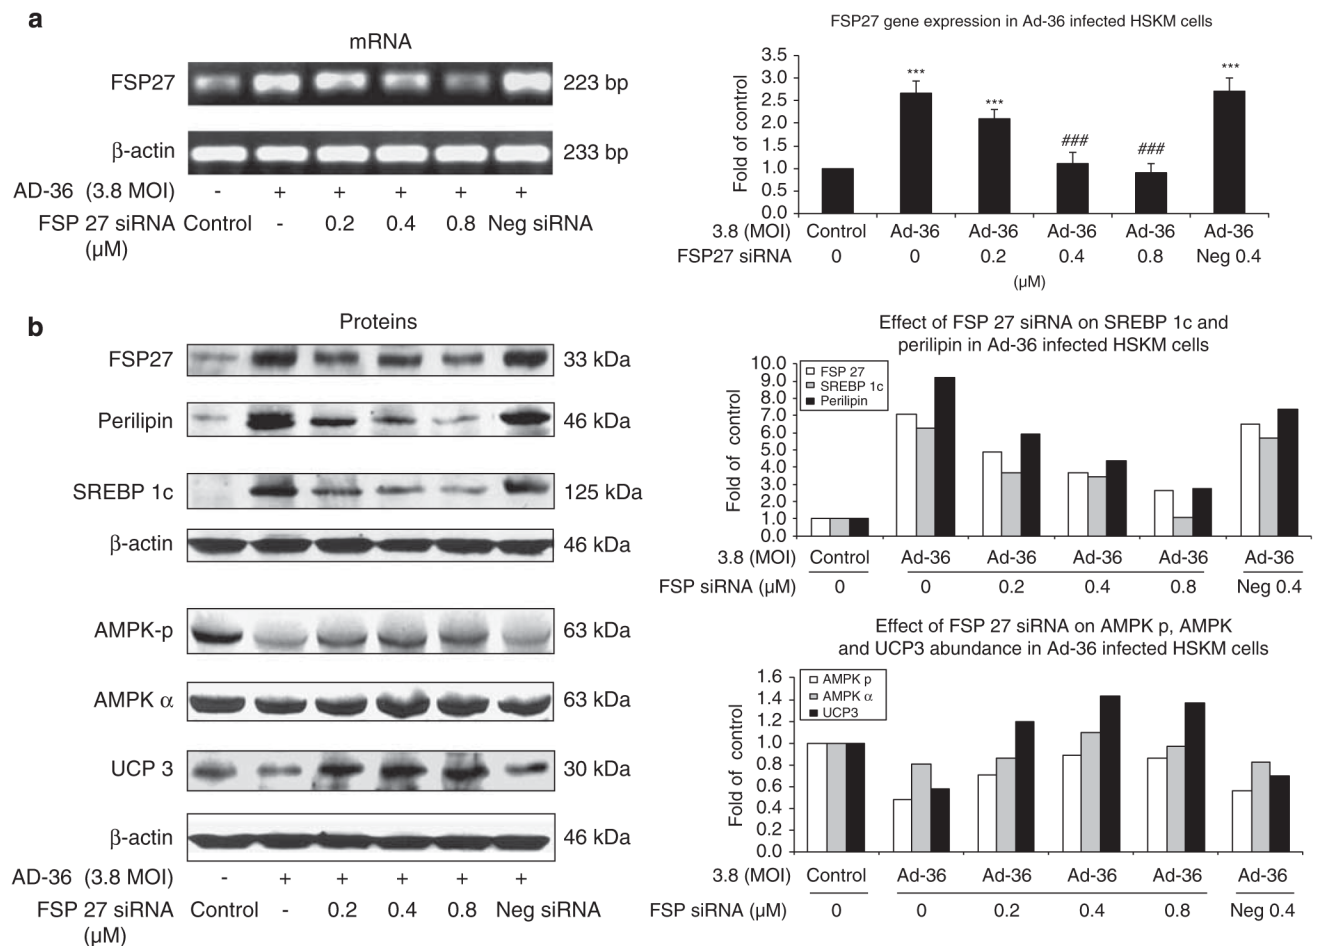 a
mRNA
FSP27 223 bp
β-actin 233 bp
AD-36 (3.8 MOI) - + + + + +
FSP 27 siRNA Control - 0.2 0.4 0.8 Neg siRNA
(μM)
FSP27 gene expression in Ad-36 infected HSKM cells
Fold of control
3.5
3.0
2.5
2.0
1.5
1.0
0.5
0.0
*** *** ### ### ***
3.8 (MOI) Control Ad-36 Ad-36 Ad-36 Ad-36 Ad-36
FSP27 siRNA 0 0 0.2 0.4 0.8 Neg 0.4
(μM)
b
Proteins
FSP27 33 kDa
Perilipin 46 kDa
SREBP 1c 125 kDa
β-actin 46 kDa
AMPK-p 63 kDa
AMPK α 63 kDa
UCP 3 30 kDa
β-actin 46 kDa
AD-36 (3.8 MOI) - + + + + +
FSP 27 siRNA Control - 0.2 0.4 0.8 Neg siRNA
(μM)
Effect of FSP 27 siRNA on SREBP 1c and
perilipin in Ad-36 infected HSKM cells
Fold of control
10.0
9.0
8.0
7.0
6.0
5.0
4.0
3.0
2.0
1.0
0.0
FSP 27
SREBP 1c
Perilipin
3.8 (MOI) Control Ad-36 Ad-36 Ad-36 Ad-36 Ad-36
FSP siRNA (μM) 0 0 0.2 0.4 0.8 Neg 0.4
Effect of FSP 27 siRNA on AMPK p, AMPK
and UCP3 abundance in Ad-36 infected HSKM cells
Fold of control
1.6
1.4
1.2
1.0
0.8
0.6
0.4
0.2
0.0
AMPK p
AMPK α
UCP3
3.8 (MOI) Control Ad-36 Ad-36 Ad-36 Ad-36 Ad-36
FSP siRNA (μM) 0 0 0.2 0.4 0.8 Neg 0.4